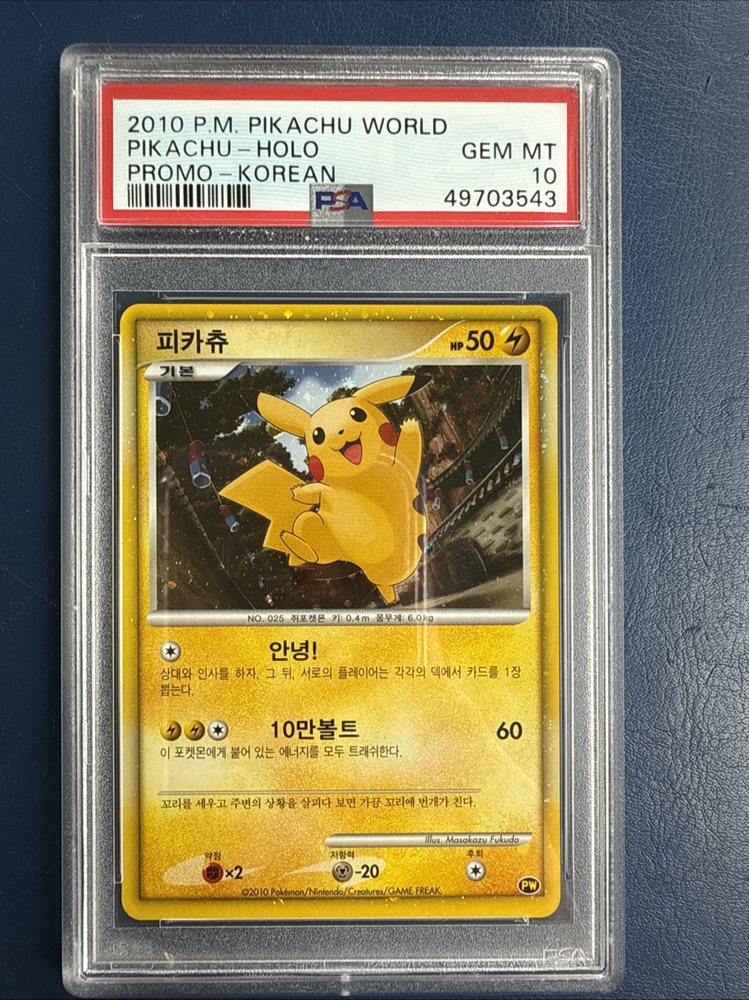 2010 P.M. PIKACHU WORLD
PIKACHU - HOLO GEM MT
PROMO - KOREAN 10
PSA 49703543
피카츄 HP 50
기본
NO. 025 쥐포켓몬 키: 0.4m 몸무게: 6.0kg
안녕!
상대와 인사를 하자. 그 뒤, 서로의 플레이어는 각각의 덱에서 카드를 1장
뽑는다.
10만볼트 60
이 포켓몬에게 붙어 있는 에너지를 모두 트래쉬한다.
꼬리를 세우고 주변의 상황을 살피다 보면 가끔 꼬리에 번개가 친다.
Illus. Masakazu Fukuda
약점 저항력 후퇴
×2 -20
©2010 Pokémon/Nintendo/Creatures/GAME FREAK.
PW
PSA